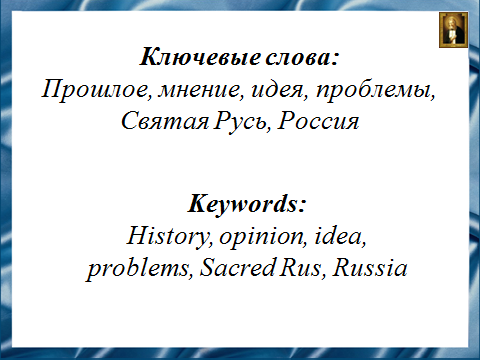 Ключевые слова:
Прошлое, мнение, идея, проблемы,
Святая Русь, Россия
Keywords:
History, opinion, idea,
problems, Sacred Rus, Russia